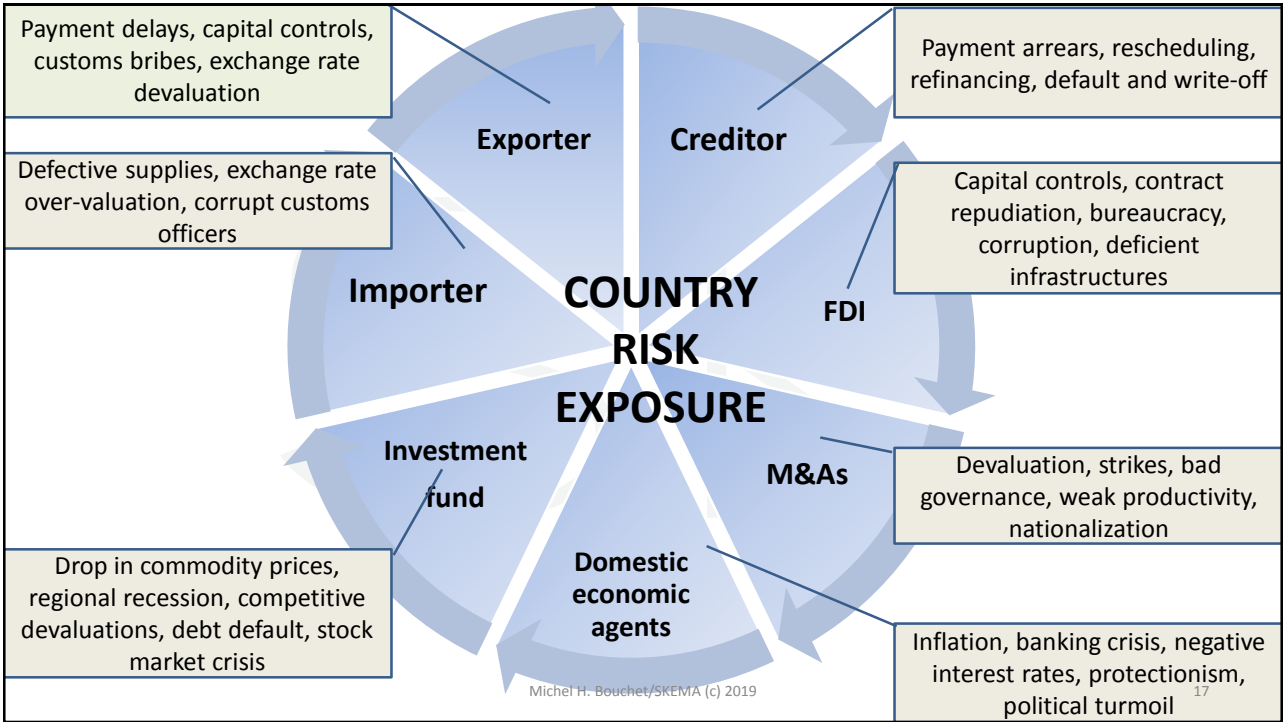 Payment delays, capital controls,
customs bribes, exchange rate
devaluation
Payment arrears, rescheduling,
refinancing, default and write-off
Exporter
Creditor
Defective supplies, exchange rate
over-valuation, corrupt customs
officers
Capital controls, contract
repudiation, bureaucracy,
corruption, deficient
infrastructures
Importer
COUNTRY
RISK
EXPOSURE
FDI
Investment
fund
M&As
Devaluation, strikes, bad
governance, weak productivity,
nationalization
Drop in commodity prices,
regional recession, competitive
devaluations, debt default, stock
market crisis
Domestic
economic
agents
Inflation, banking crisis, negative
interest rates, protectionism,
political turmoil
Michel H. Bouchet/SKEMA (c) 2019
17